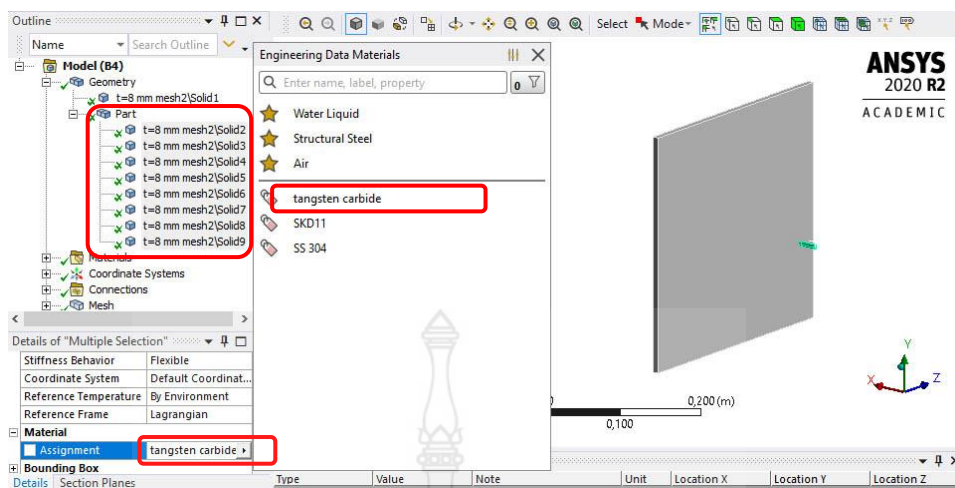 Outline
Name
Search Outline
Model (B4)
Geometry
t=8 mm mesh2\Solid1
Part
t=8 mm mesh2\Solid2
t=8 mm mesh2\Solid3
t=8 mm mesh2\Solid4
t=8 mm mesh2\Solid5
t=8 mm mesh2\Solid6
t=8 mm mesh2\Solid7
t=8 mm mesh2\Solid8
t=8 mm mesh2\Solid9
Materials
Coordinate Systems
Connections
Mesh
Details of "Multiple Selection"
Stiffness Behavior Flexible
Coordinate System Default Coordinat...
Reference Temperature By Environment
Reference Frame Lagrangian
Material
Assignment tangsten carbide
Bounding Box
Details Section Planes
Engineering Data Materials
Enter name, label, property
0
Water Liquid
Structural Steel
Air
tangsten carbide
SKD11
SS 304
Select Mode
ANSYS
2020 R2
ACADEMIC
0,200 (m)
0,100
Y
X
Z
Type Value Note Unit Location X Location Y Location Z